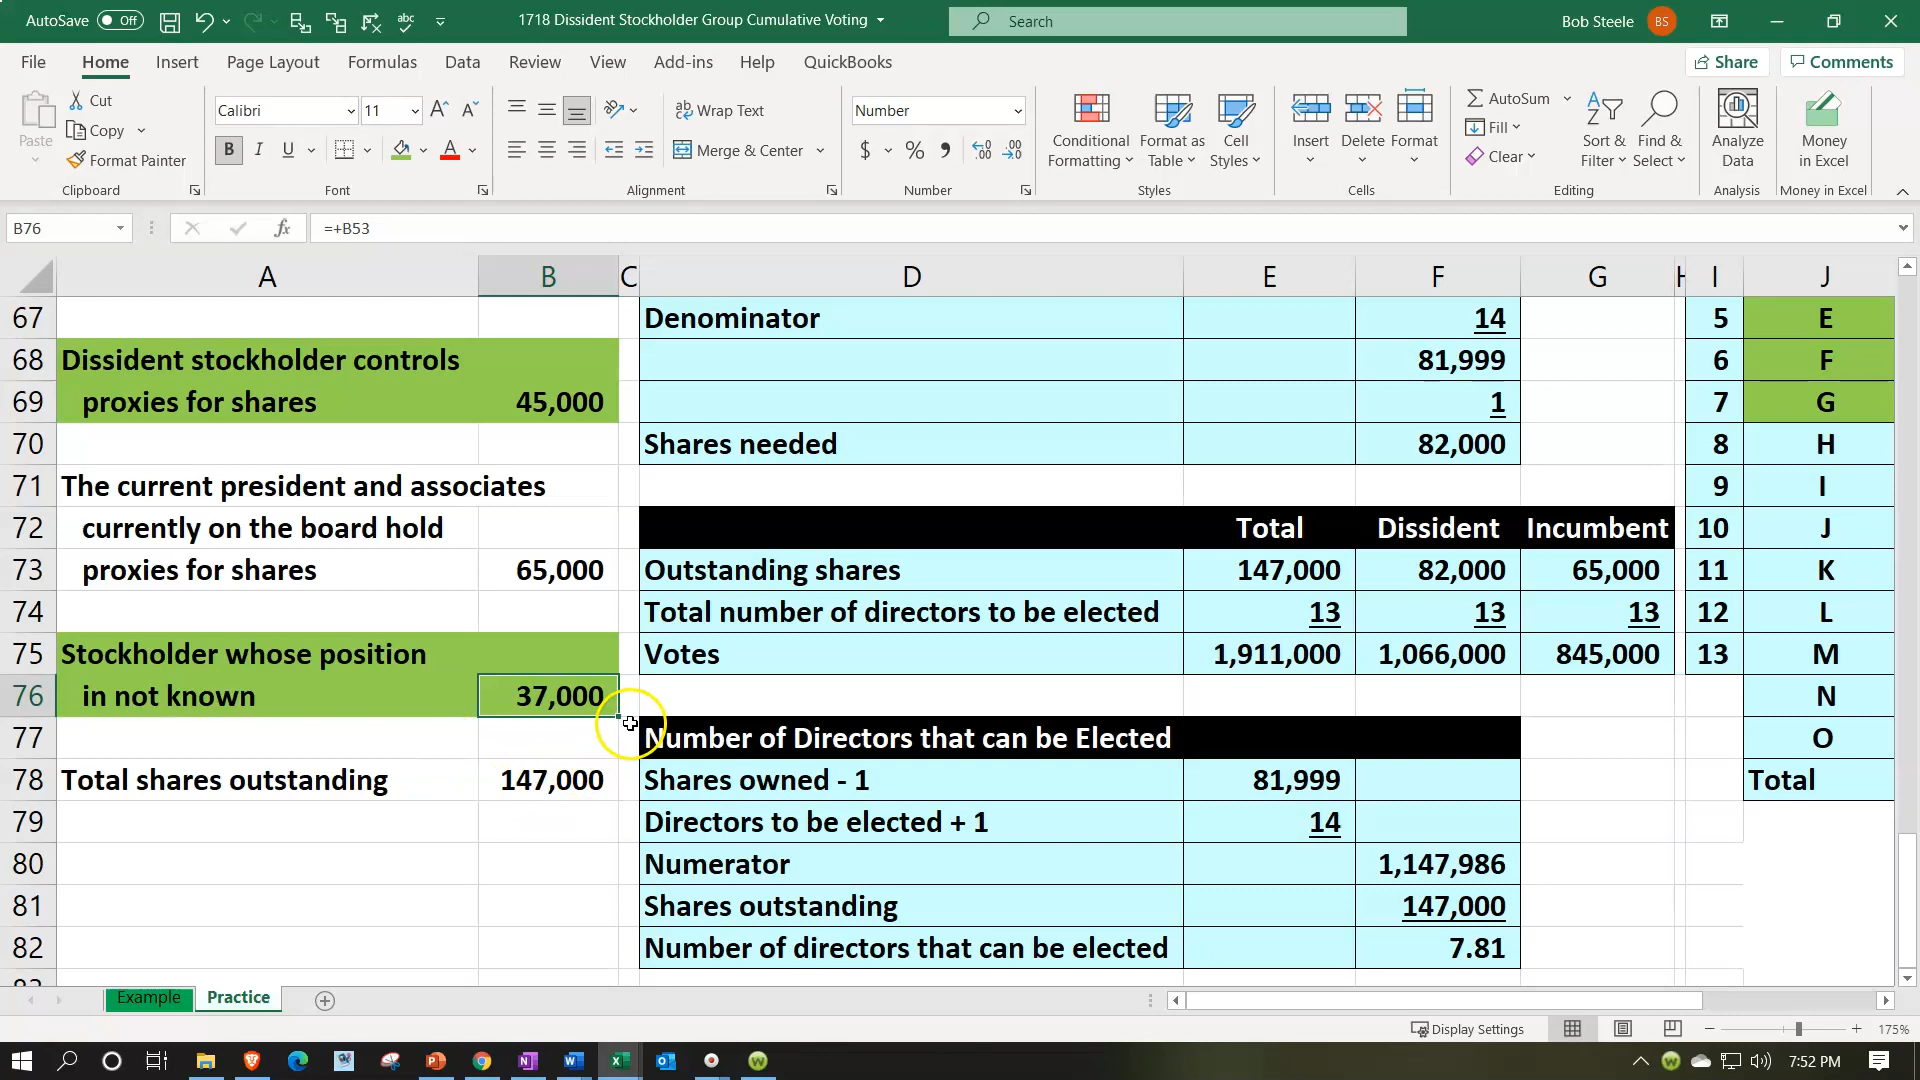 AutoSave Off
1718 Dissident Stockholder Group Cumulative Voting
Search
Bob Steele BS
File Home Insert Page Layout Formulas Data Review View Add-ins Help QuickBooks
Share Comments
Paste
Cut
Copy
Format Painter
Clipboard
Calibri 11
B I U
Font
Wrap Text
Merge & Center
Alignment
Number
$ % 9
Number
Conditional Formatting
Format as Table
Cell Styles
Styles
Insert Delete Format
Cells
AutoSum
Fill
Clear
Sort & Filter
Find & Select
Editing
Analyze Data
Analysis
Money in Excel
Money in Excel
B76 fx =+B53
A B C D E F G H I J
67 Denominator 14 5 E
68 Dissident stockholder controls 81,999 6 F
69 proxies for shares 45,000 1 7 G
70 Shares needed 82,000 8 H
71 The current president and associates 9 I
72 currently on the board hold Total Dissident Incumbent 10 J
73 proxies for shares 65,000 Outstanding shares 147,000 82,000 65,000 11 K
74 Total number of directors to be elected 13 13 13 12 L
75 Stockholder whose position Votes 1,911,000 1,066,000 845,000 13 M
76 in not known 37,000 N
77 Number of Directors that can be Elected O
78 Total shares outstanding 147,000 Shares owned - 1 81,999 Total
79 Directors to be elected + 1 14
80 Numerator 1,147,986
81 Shares outstanding 147,000
82 Number of directors that can be elected 7.81
Example Practice
Display Settings 175%
7:52 PM